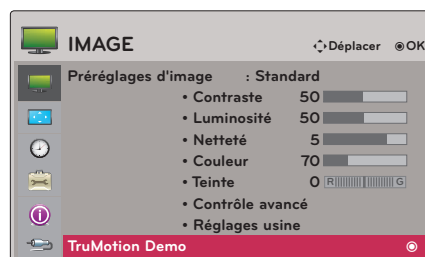 IMAGE Déplacer OK
Préréglages d'image : Standard
• Contraste 50
• Luminosité 50
• Netteté 5
• Couleur 70
• Teinte 0 R G
• Contrôle avancé
• Réglages usine
TruMotion Demo